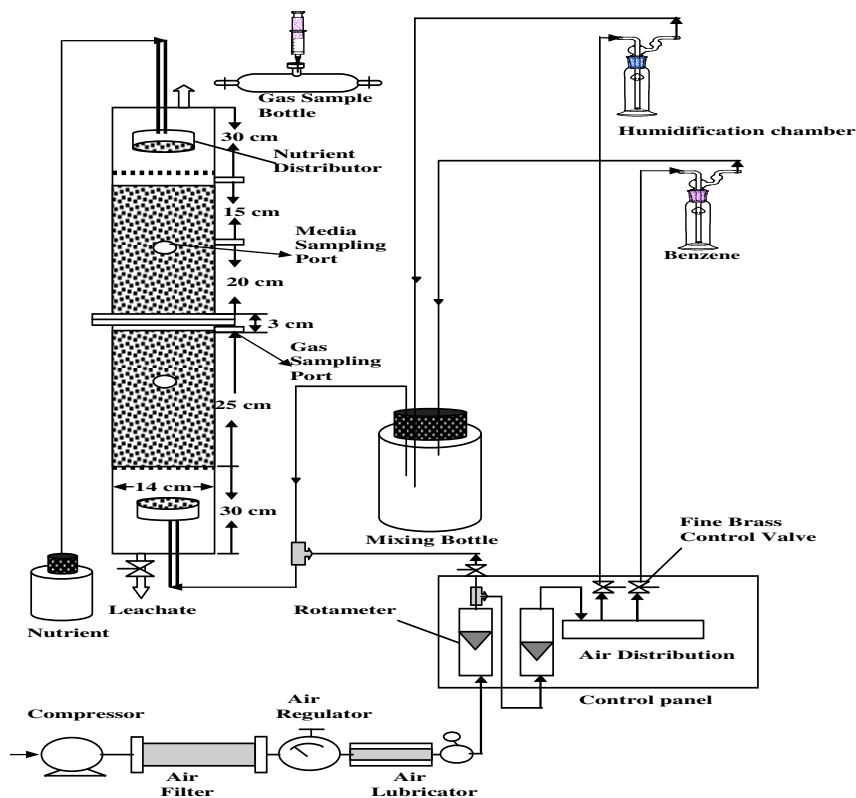 Gas Sample
Bottle
30 cm
Humidification chamber
Nutrient
Distributor
15 cm
Media
Sampling
Port
Benzene
20 cm
3 cm
Gas
Sampling
Port
25 cm
14 cm
30 cm
Mixing Bottle
Fine Brass
Control Valve
Leachate
Rotameter
Nutrient
Air Distribution
Control panel
Compressor
Air
Regulator
Air
Filter
Air
Lubricator